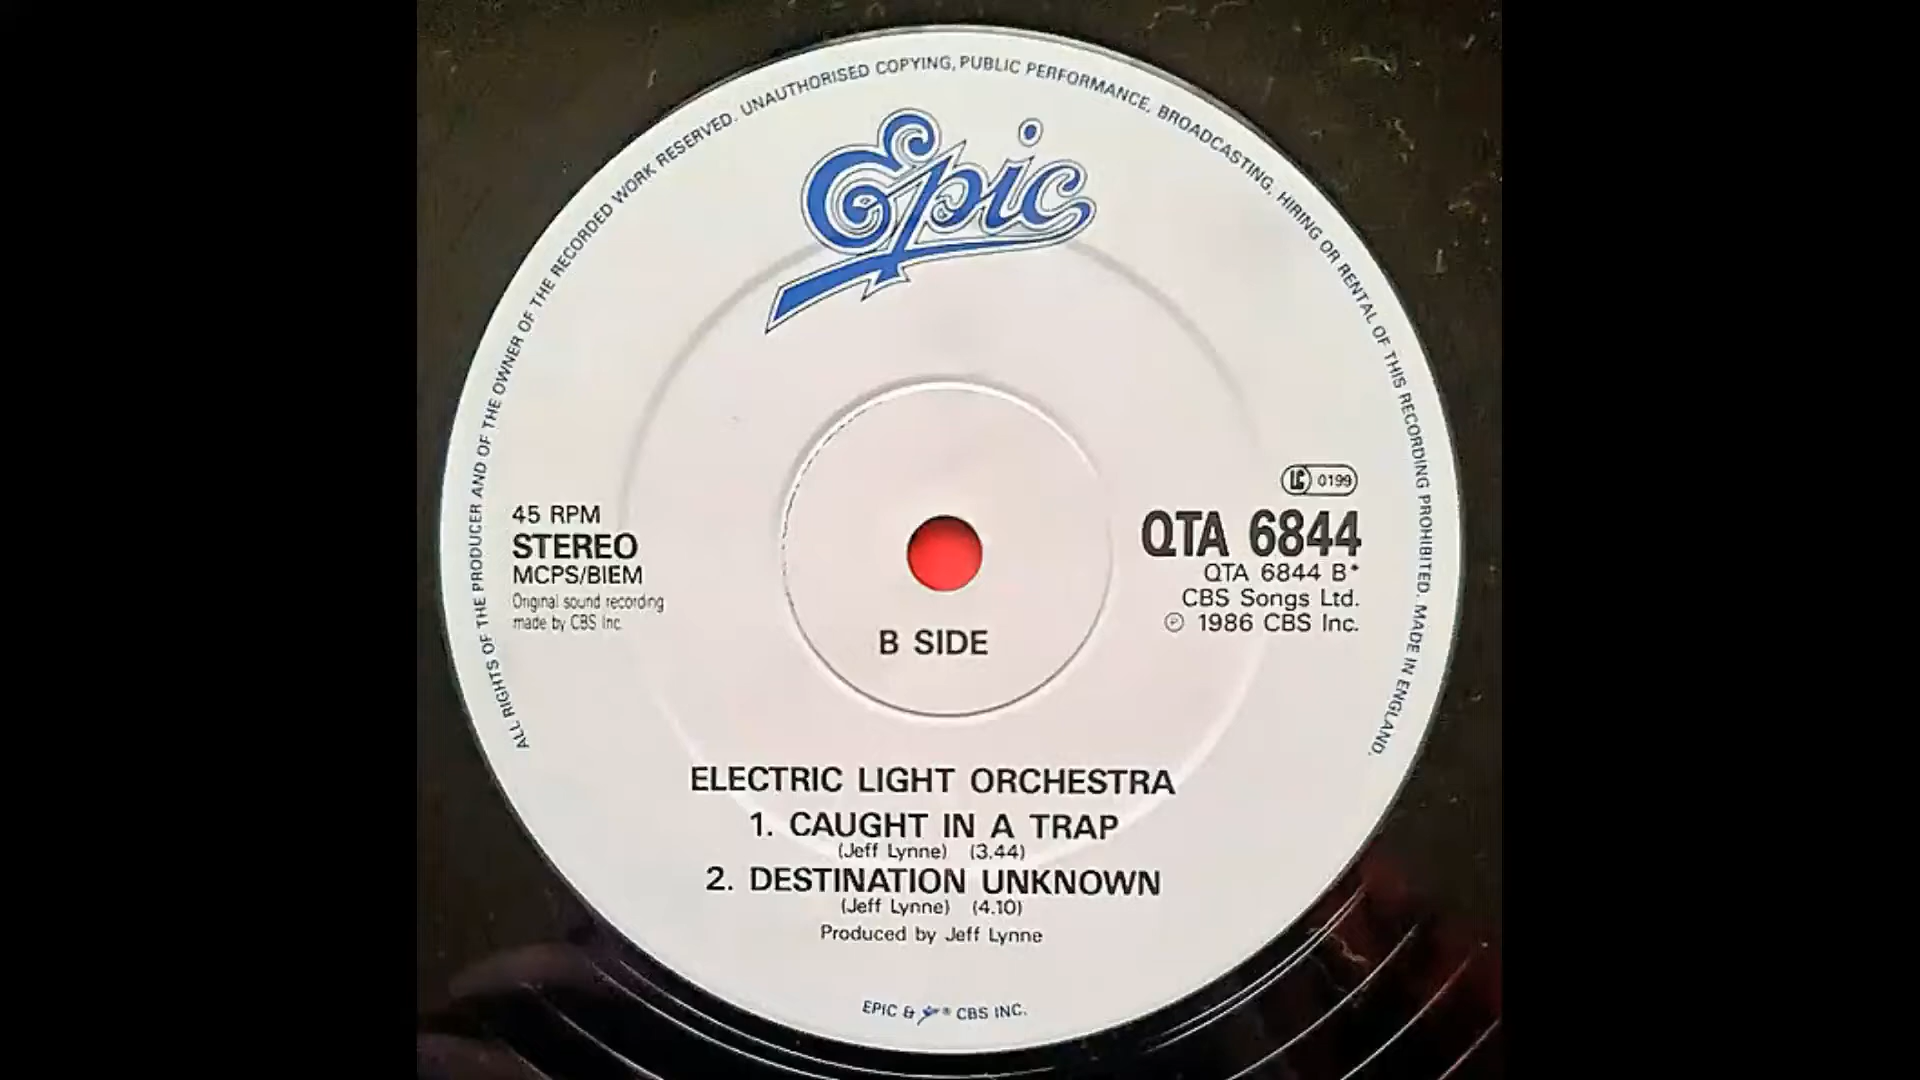 ALL RIGHTS OF THE PRODUCER AND OF THE OWNER OF THE RECORDED WORK RESERVED. UNAUTHORISED COPYING, PUBLIC PERFORMANCE, BROADCASTING, HIRING OR RENTAL OF THIS RECORDING PROHIBITED. MADE IN ENGLAND.
Epic
LC 0199
45 RPM
STEREO
MCPS/BIEM
Original sound recording
made by CBS Inc.
QTA 6844
QTA 6844 B*
CBS Songs Ltd.
℗ 1986 CBS Inc.
B SIDE
ELECTRIC LIGHT ORCHESTRA
1. CAUGHT IN A TRAP
(Jeff Lynne) (3.44)
2. DESTINATION UNKNOWN
(Jeff Lynne) (4.10)
Produced by Jeff Lynne
EPIC & ® CBS INC.